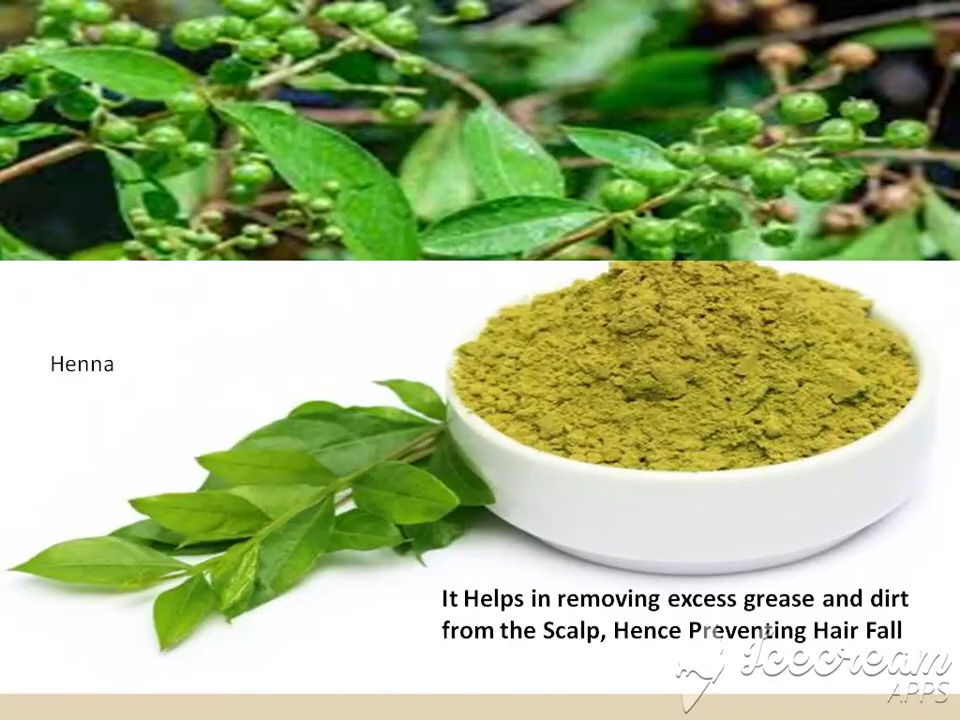 Henna
It Helps in removing excess grease and dirt
from the Scalp, Hence Preventing Hair Fall
Icecream
APPS